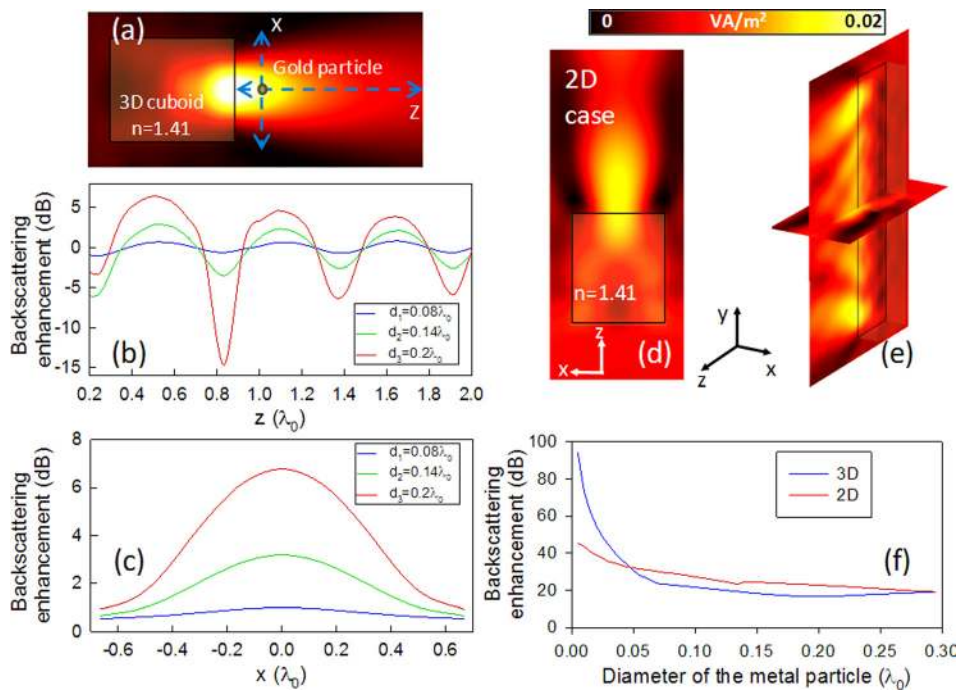 (a)
X
Gold particle
3D cuboid
n=1.41
Z
0 VA/m² 0.02
2D
case
n=1.41
z
x
(d)
y
z
x
(e)
Backscattering
enhancement (dB)
5
0
-5
-10
-15
(b)
d₁=0.08λ₀
d₂=0.14λ₀
d₃=0.2λ₀
0.2 0.4 0.6 0.8 1.0 1.2 1.4 1.6 1.8 2.0
z (λ₀)
Backscattering
enhancement (dB)
8
6
4
2
0
(c)
d₁=0.08λ₀
d₂=0.14λ₀
d₃=0.2λ₀
-0.6 -0.4 -0.2 0.0 0.2 0.4 0.6
x (λ₀)
Backscattering
enhancement (dB)
100
80
60
40
20
0
3D
2D
(f)
0.00 0.05 0.10 0.15 0.20 0.25 0.30
Diameter of the metal particle (λ₀)